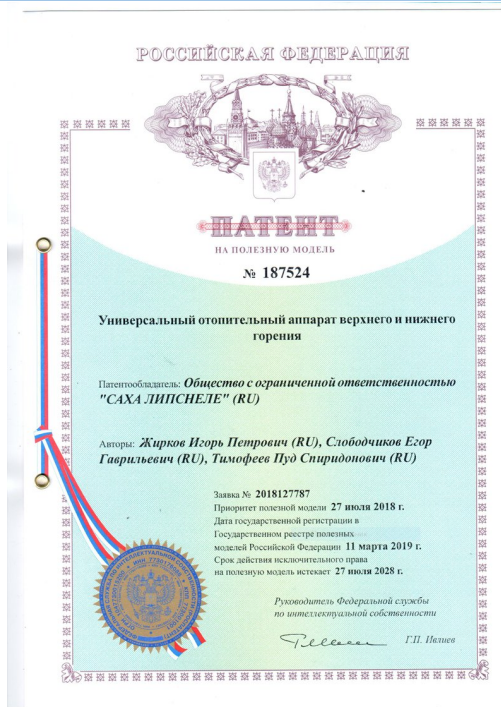 РОССИЙСКАЯ ФЕДЕРАЦИЯ
ПАТЕНТ
НА ПОЛЕЗНУЮ МОДЕЛЬ
№ 187524
Универсальный отопительный аппарат верхнего и нижнего
горения
Патентообладатель: Общество с ограниченной ответственностью
"САХА ЛИПСНЕЛЕ" (RU)
Авторы: Жирков Игорь Петрович (RU), Слободчиков Егор
Гаврильевич (RU), Тимофеев Пуд Спиридонович (RU)
Заявка № 2018127787
Приоритет полезной модели 27 июля 2018 г.
Дата государственной регистрации в
Государственном реестре полезных
моделей Российской Федерации 11 марта 2019 г.
Срок действия исключительного права
на полезную модель истекает 27 июля 2028 г.
Руководитель Федеральной службы
по интеллектуальной собственности
Г.П. Ивлиев